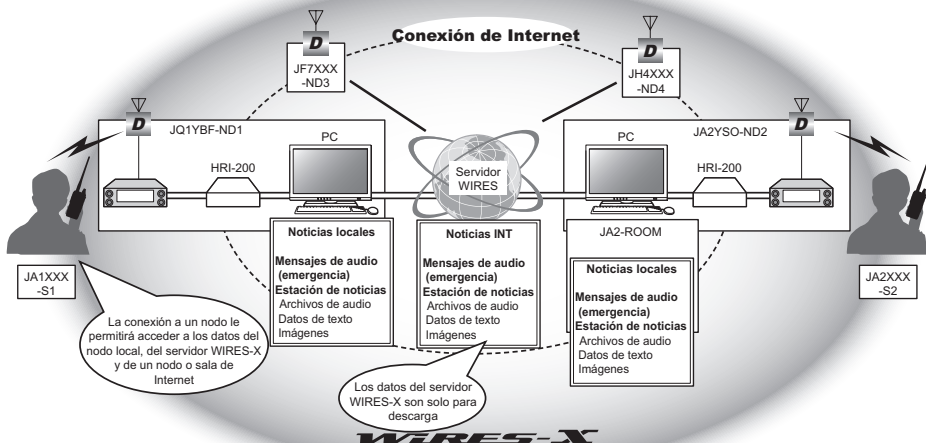 Conexión de Internet
D
JF7XXX
-ND3
D
JH4XXX
-ND4
D
JQ1YBF-ND1
PC
HRI-200
Servidor
WIRES
PC
JA2YSO-ND2
HRI-200
D
JA1XXX
-S1
JA2XXX
-S2
Noticias locales
Mensajes de audio
(emergencia)
Estación de noticias
Archivos de audio
Datos de texto
Imágenes
Noticias INT
Mensajes de audio
(emergencia)
Estación de noticias
Archivos de audio
Datos de texto
Imágenes
JA2-ROOM
Noticias locales
Mensajes de audio
(emergencia)
Estación de noticias
Archivos de audio
Datos de texto
Imágenes
La conexión a un nodo le
permitirá acceder a los datos del
nodo local, del servidor WIRES-X
y de un nodo o sala de
Internet
Los datos del servidor
WIRES-X son solo para
descarga
WIRES-X